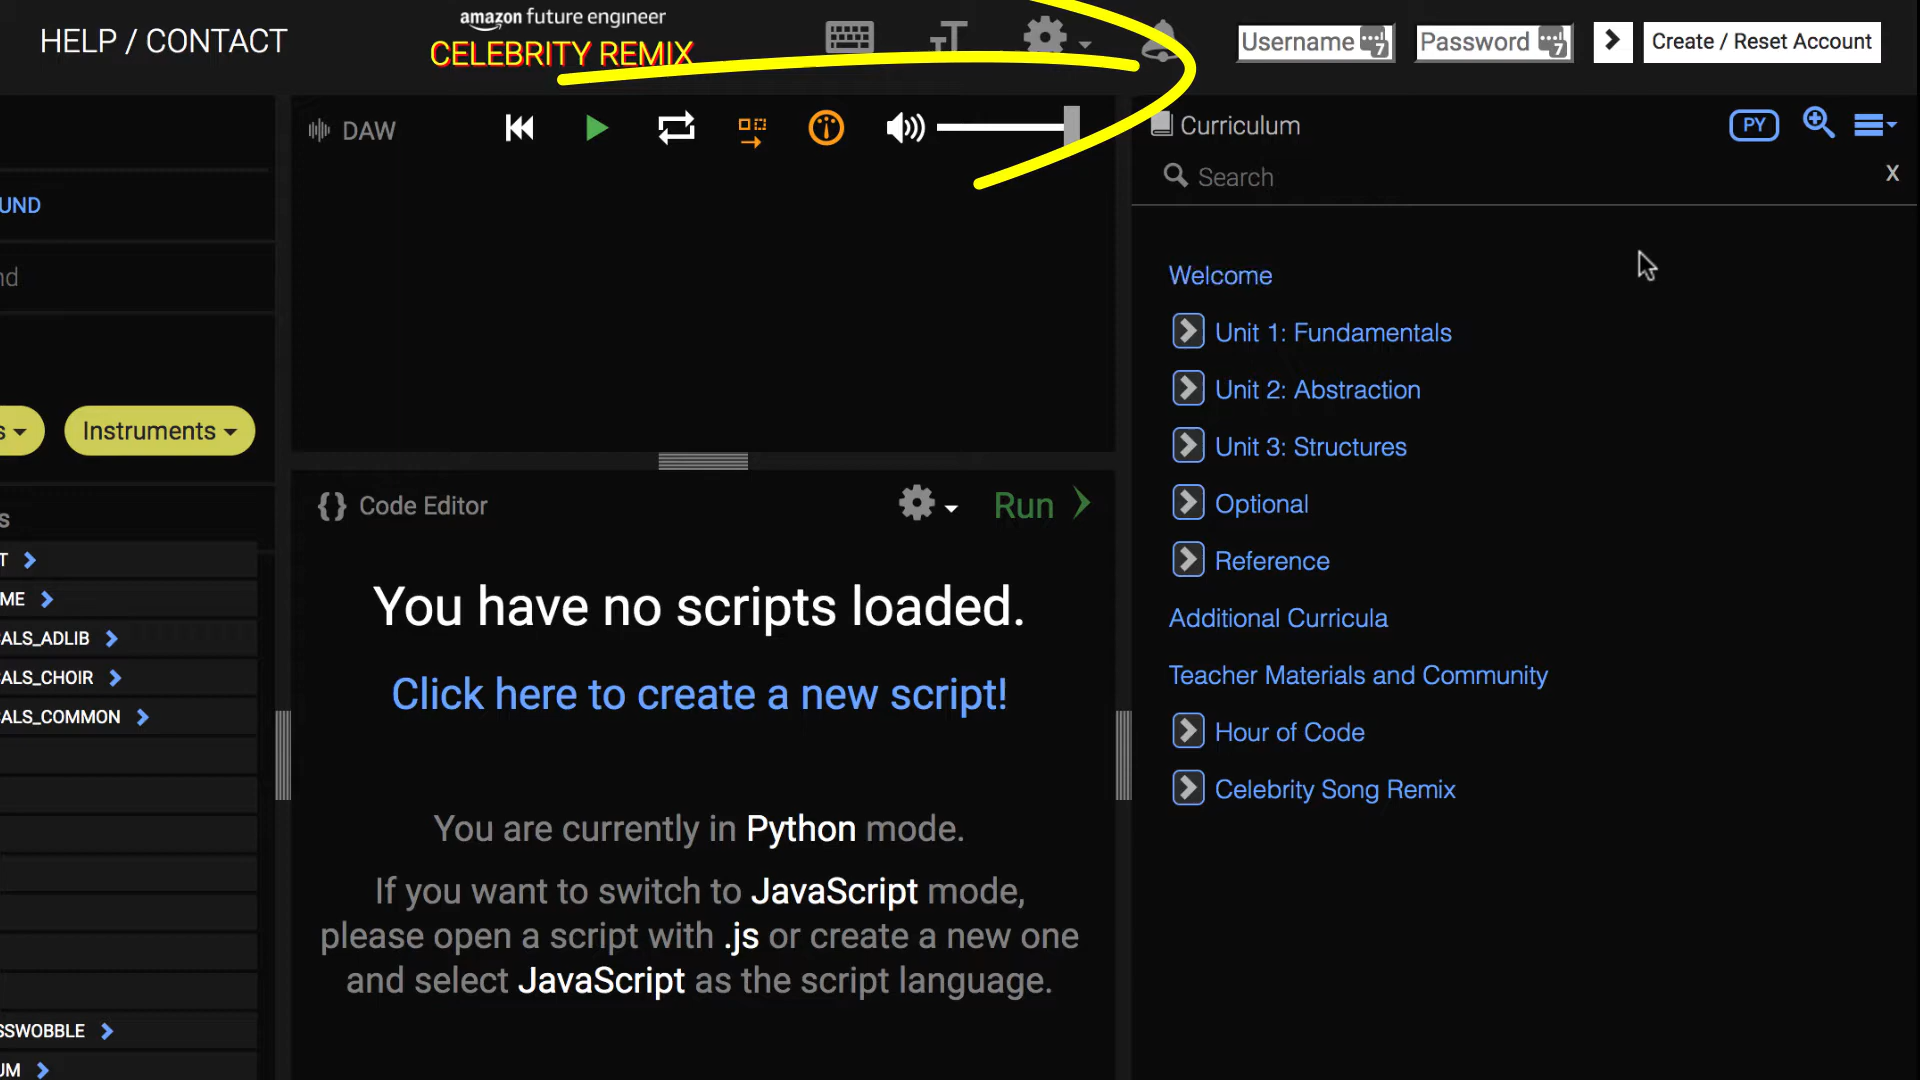 HELP / CONTACT
amazon future engineer
CELEBRITY REMIX
Username
Password
Create / Reset Account
DAW
Curriculum
PY
Search
X
UND
nd
Welcome
Unit 1: Fundamentals
Unit 2: Abstraction
Unit 3: Structures
Optional
Reference
Additional Curricula
Teacher Materials and Community
Hour of Code
Celebrity Song Remix
s
Instruments
s
T
ME
ALS_ADLIB
ALS_CHOIR
ALS_COMMON
SSWOBBLE
UM
Code Editor
Run
You have no scripts loaded.
Click here to create a new script!
You are currently in Python mode.
If you want to switch to JavaScript mode,
please open a script with .js or create a new one
and select JavaScript as the script language.